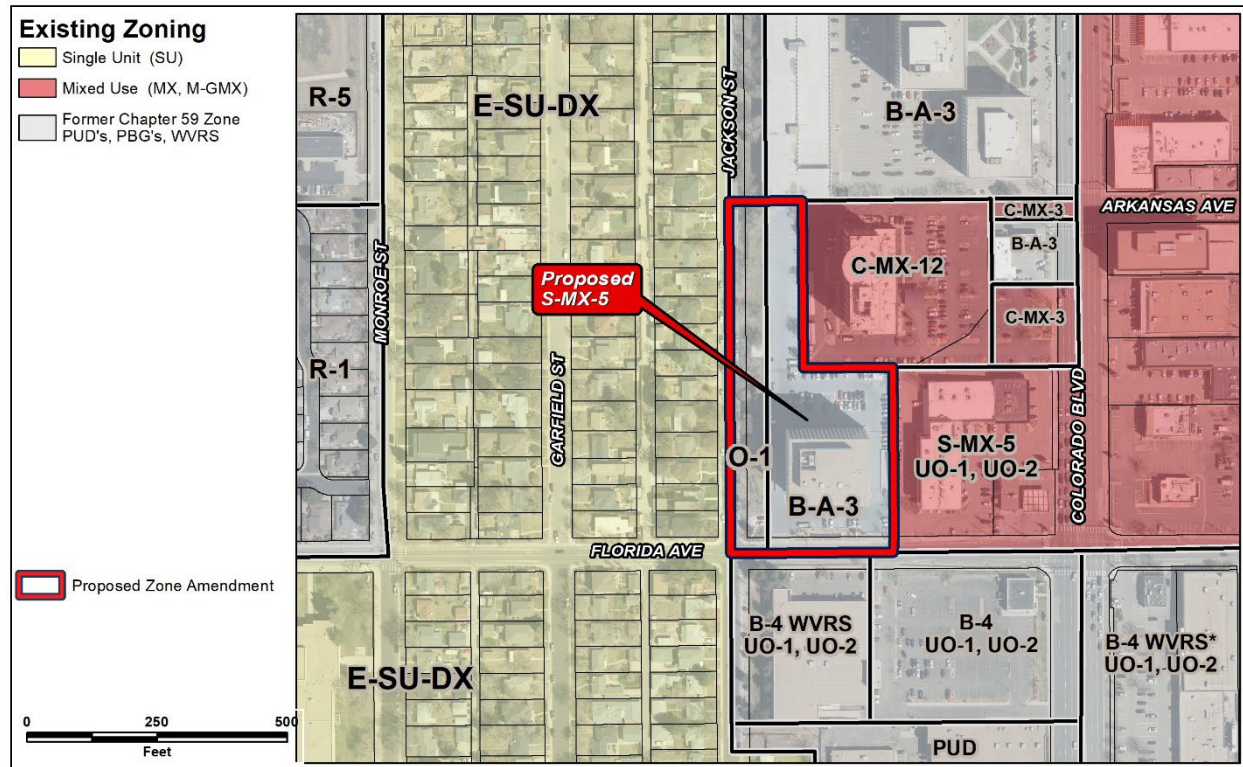 Existing Zoning
Single Unit (SU)
Mixed Use (MX, M-GMX)
Former Chapter 59 Zone
PUD's, PBG's, WVRS
Proposed Zone Amendment
0 250 500
Feet
R-5
E-SU-DX
JACKSON ST
B-A-3
C-MX-3
ARKANSAS AVE
B-A-3
C-MX-12
Proposed
S-MX-5
C-MX-3
MONROE ST
R-1
GARFIELD ST
COLORADO BLVD
O-1
S-MX-5
UO-1, UO-2
B-A-3
FLORIDA AVE
B-4 WVRS
UO-1, UO-2
B-4
UO-1, UO-2
B-4 WVRS*
UO-1, UO-2
E-SU-DX
PUD